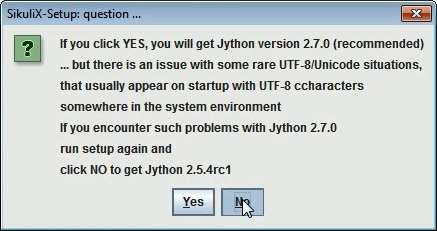 SikuliX-Setup: question ...
If you click YES, you will get Jython version 2.7.0 (recommended)
... but there is an issue with some rare UTF-8/Unicode situations,
that usually appear on startup with UTF-8 ccharacters
somewhere in the system environment
If you encounter such problems with Jython 2.7.0
run setup again and
click NO to get Jython 2.5.4rc1
Yes No